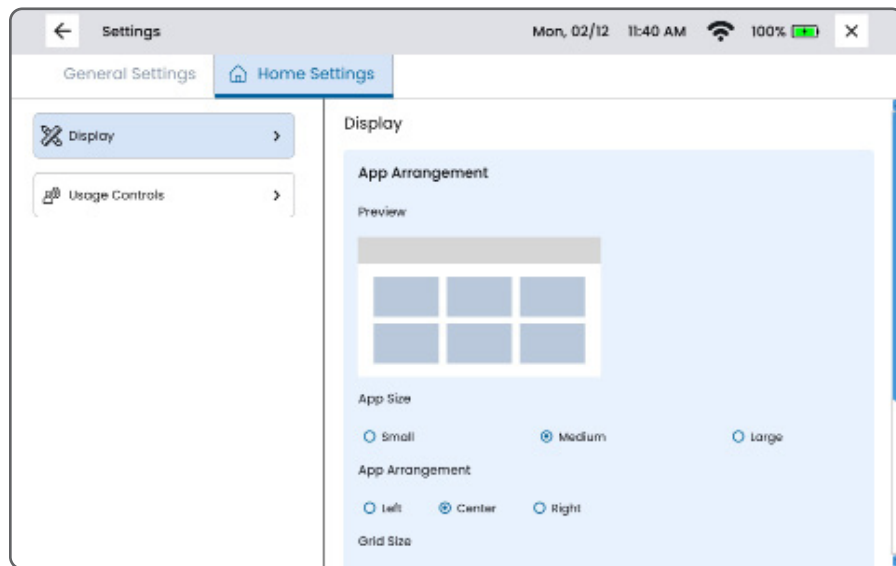 Settings Mon, 02/12 11:40 AM 100%
General Settings Home Settings
Display
Usage Controls
Display
App Arrangement
Preview
App Size
Small Medium Large
App Arrangement
Left Center Right
Grid Size